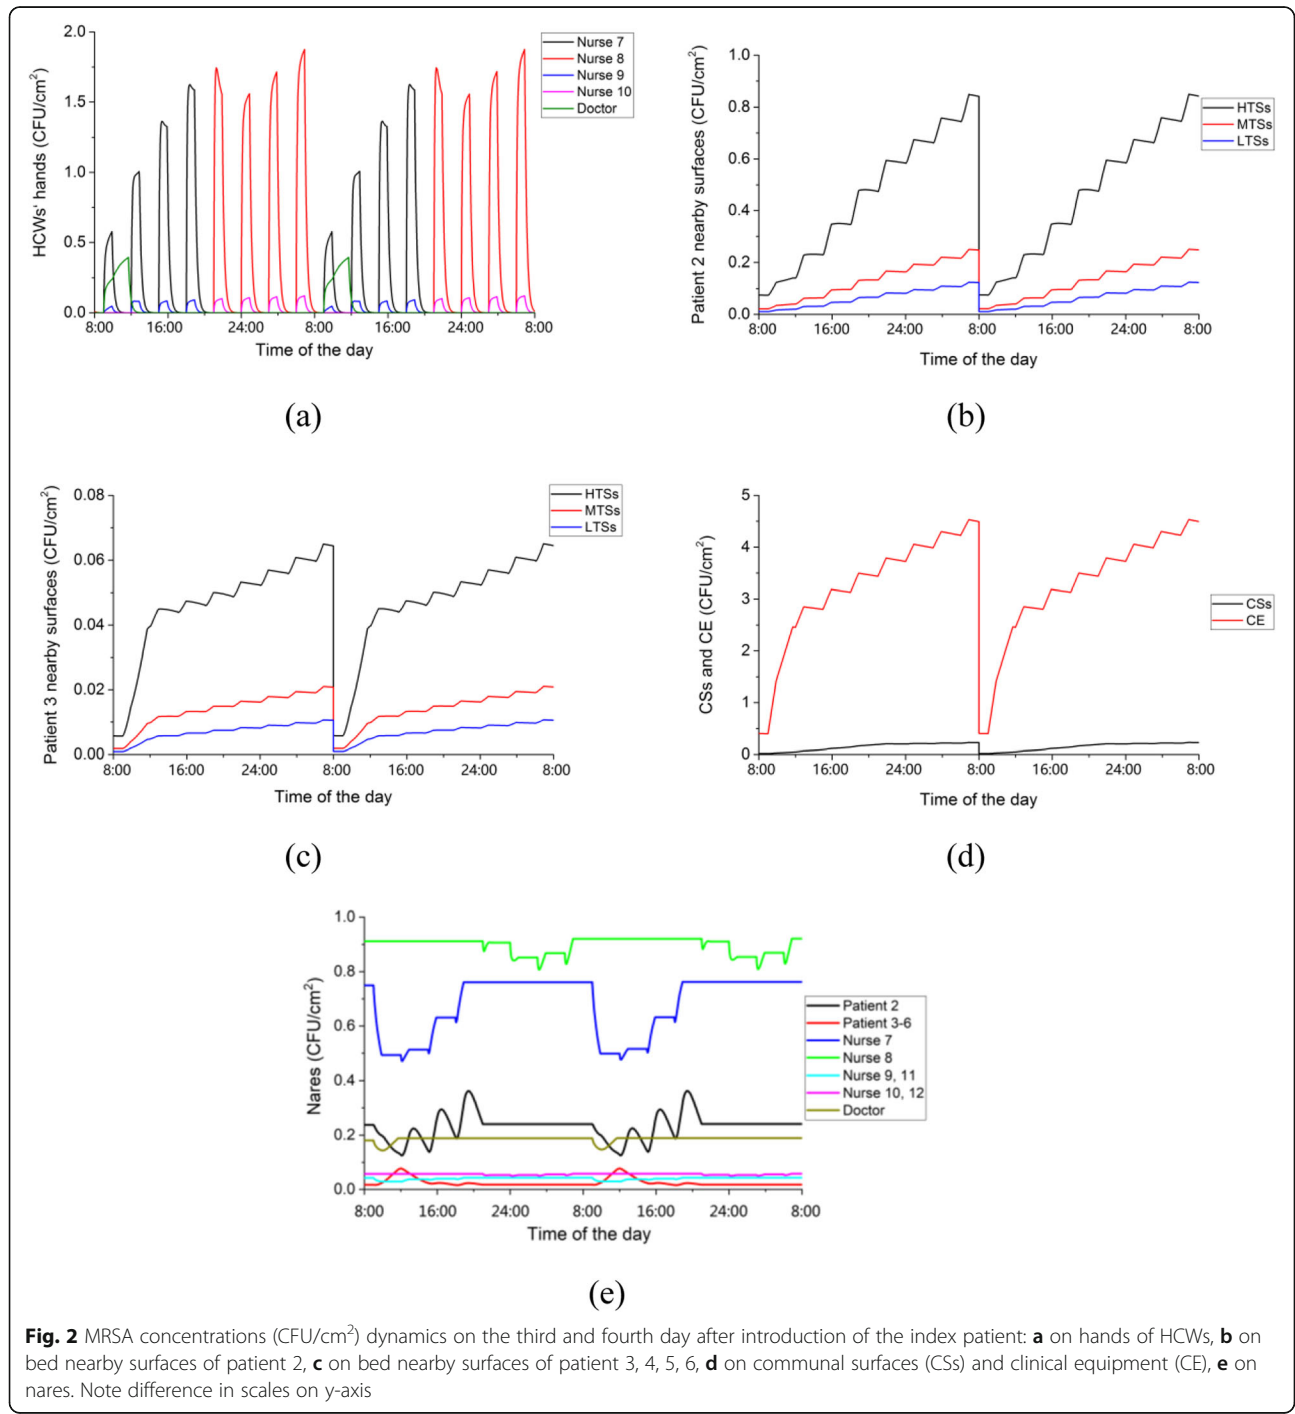 2.0
1.5
1.0
0.5
0.0
HCWs' hands (CFU/cm²)
Nurse 7
Nurse 8
Nurse 9
Nurse 10
Doctor
8:00 16:00 24:00 8:00 16:00 24:00 8:00
Time of the day
(a)
1.0
0.8
0.6
0.4
0.2
0.0
Patient 2 nearby surfaces (CFU/cm²)
HTSs
MTSs
LTSs
8:00 16:00 24:00 8:00 16:00 24:00 8:00
Time of the day
(b)
0.08
0.06
0.04
0.02
0.00
Patient 3 nearby surfaces (CFU/cm²)
HTSs
MTSs
LTSs
8:00 16:00 24:00 8:00 16:00 24:00 8:00
Time of the day
(c)
5
4
3
2
1
0
CSs and CE (CFU/cm²)
CSs
CE
8:00 16:00 24:00 8:00 16:00 24:00 8:00
Time of the day
(d)
1.0
0.8
0.6
0.4
0.2
0.0
Nares (CFU/cm²)
Patient 2
Patient 3-6
Nurse 7
Nurse 8
Nurse 9, 11
Nurse 10, 12
Doctor
8:00 16:00 24:00 8:00 16:00 24:00 8:00
Time of the day
(e)
Fig. 2 MRSA concentrations (CFU/cm²) dynamics on the third and fourth day after introduction of the index patient: a on hands of HCWs, b on
bed nearby surfaces of patient 2, c on bed nearby surfaces of patient 3, 4, 5, 6, d on communal surfaces (CSs) and clinical equipment (CE), e on
nares. Note difference in scales on y-axis